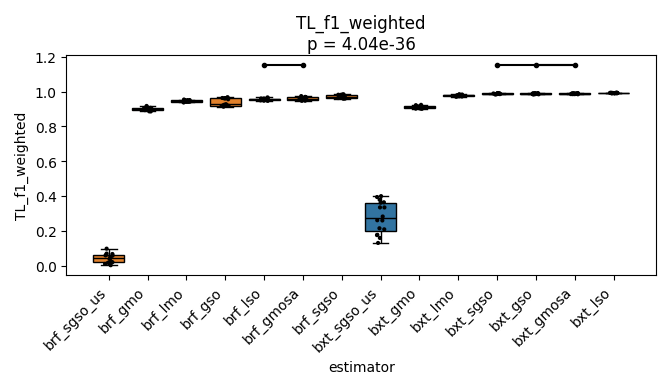 TL_f1_weighted
p = 4.04e-36
TL_f1_weighted
1.2
1.0
0.8
0.6
0.4
0.2
0.0
brf_sgso_us
brf_gmo
brf_lmo
brf_gso
brf_lso
brf_gmosa
brf_sgso
bxt_sgso_us
bxt_gmo
bxt_lmo
bxt_sgso
bxt_gso
bxt_gmosa
bxt_lso
estimator